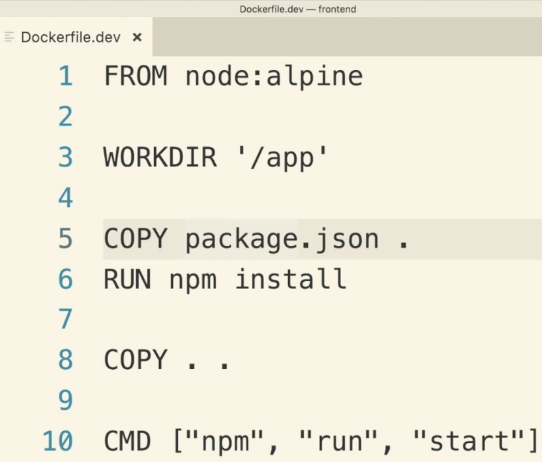 Dockerfile.dev — frontend
Dockerfile.dev ×
1 FROM node:alpine
2
3 WORKDIR '/app'
4
5 COPY package.json .
6 RUN npm install
7
8 COPY . .
9
10 CMD ["npm", "run", "start"]